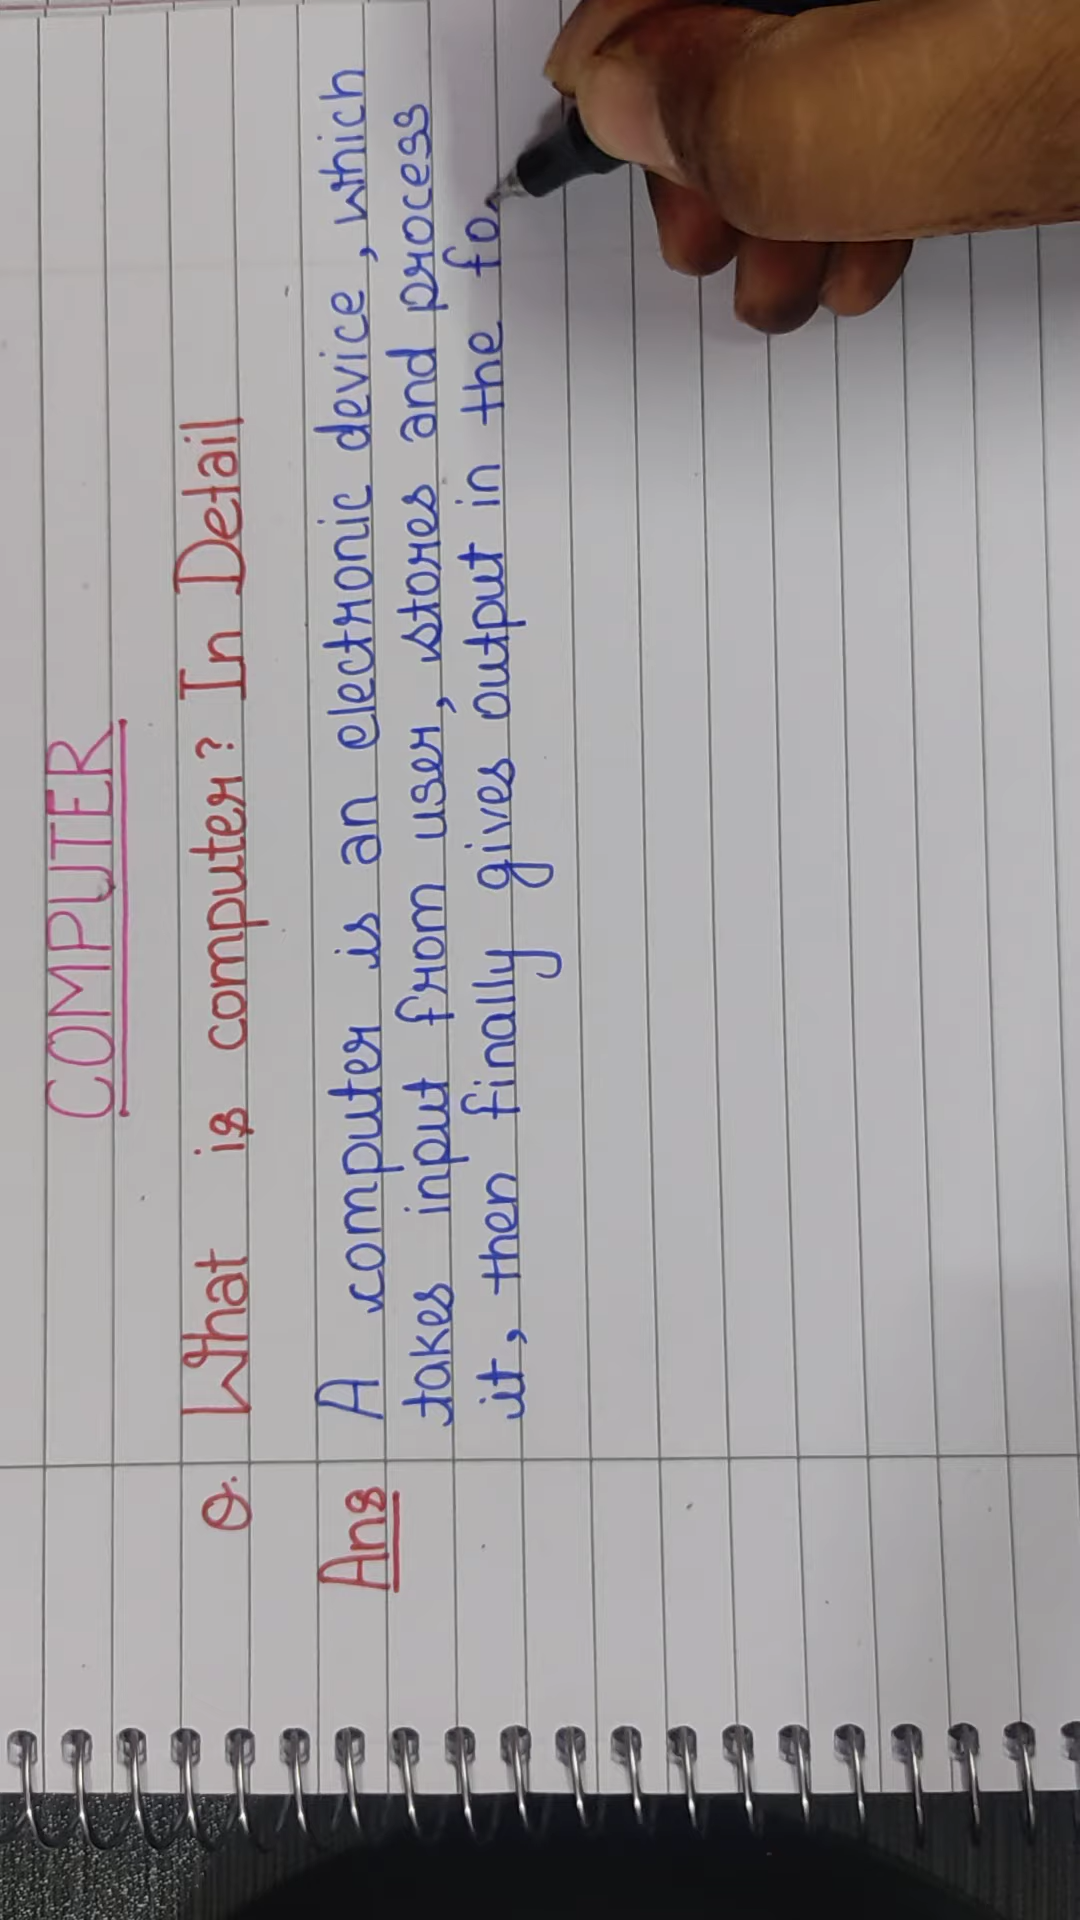 COMPUTER
Q. What is computer? In Detail
Ans A computer is an electronic device, which
takes input from user, stores and process
it, then finally gives output in the fo